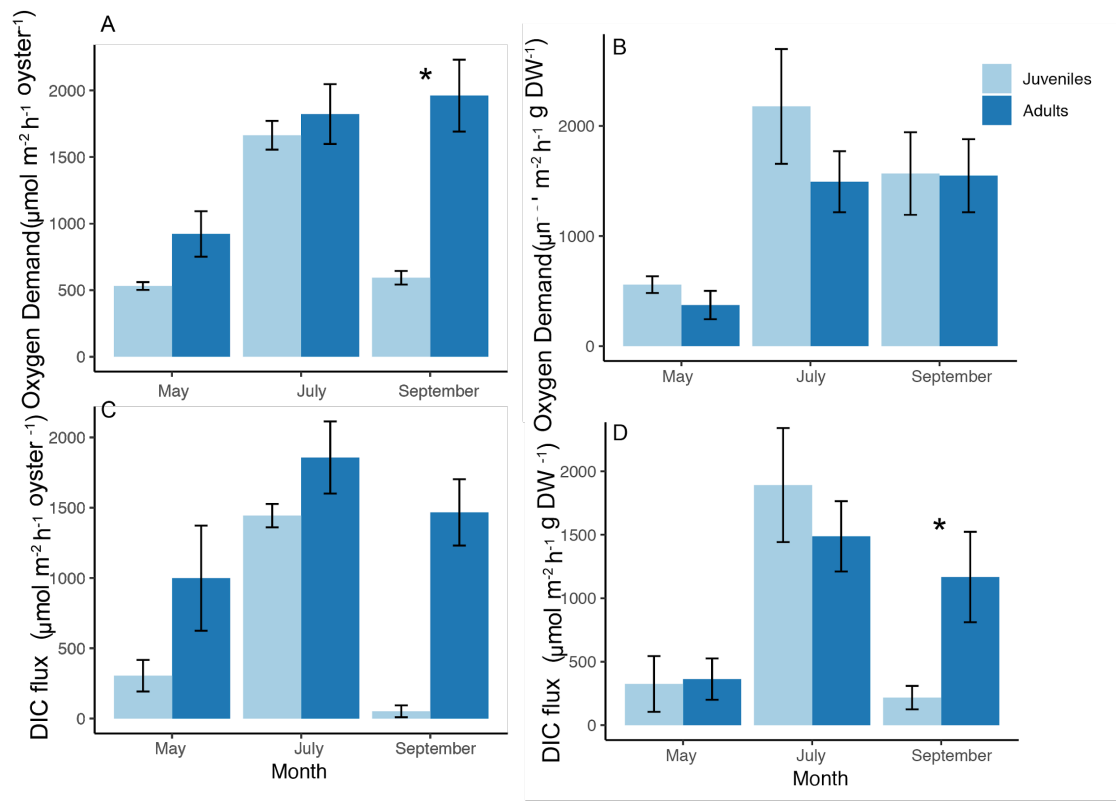 A
Oxygen Demand(µmol m⁻² h⁻¹ oyster⁻¹)
2000
1500
1000
500
0
*
May
July
September
B
Oxygen Demand m⁻² h⁻¹ g DW⁻¹)
2000
1000
0
Juveniles
Adults
May
July
September
C
DIC flux (µmol m⁻² h⁻¹ oyster⁻¹)
2000
1500
1000
500
0
May
July
September
Month
D
DIC flux (µmol m⁻² h⁻¹ g DW⁻¹)
2000
1500
1000
500
0
*
May
July
September
Month